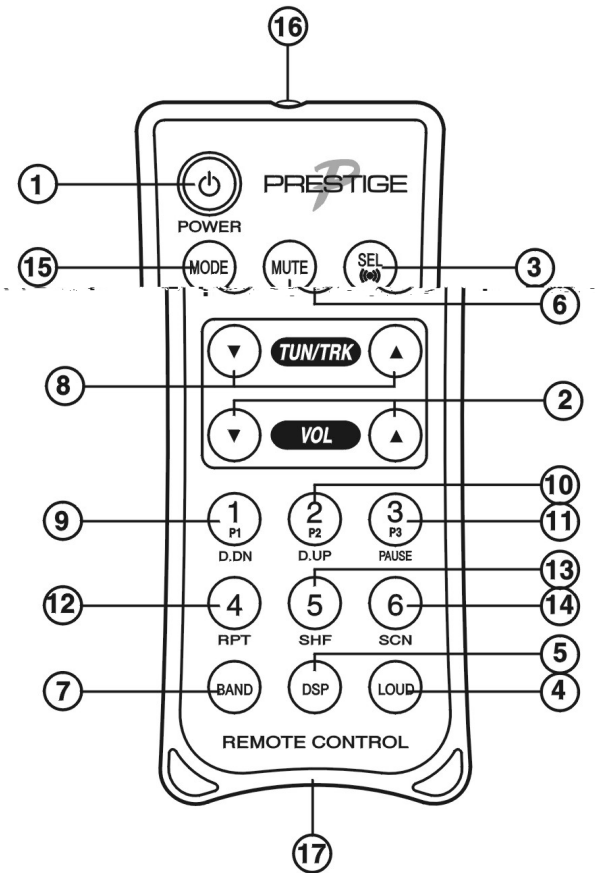 16
1
PRESTIGE
POWER
15
MODE
MUTE
SEL
3
6
TUN/TRK
8
2
VOL
10
9
1
2
3
11
P1
P2
P3
D.DN
D.UP
PAUSE
13
12
4
5
6
14
RPT
SHF
SCN
5
7
BAND
DSP
LOUD
4
REMOTE CONTROL
17